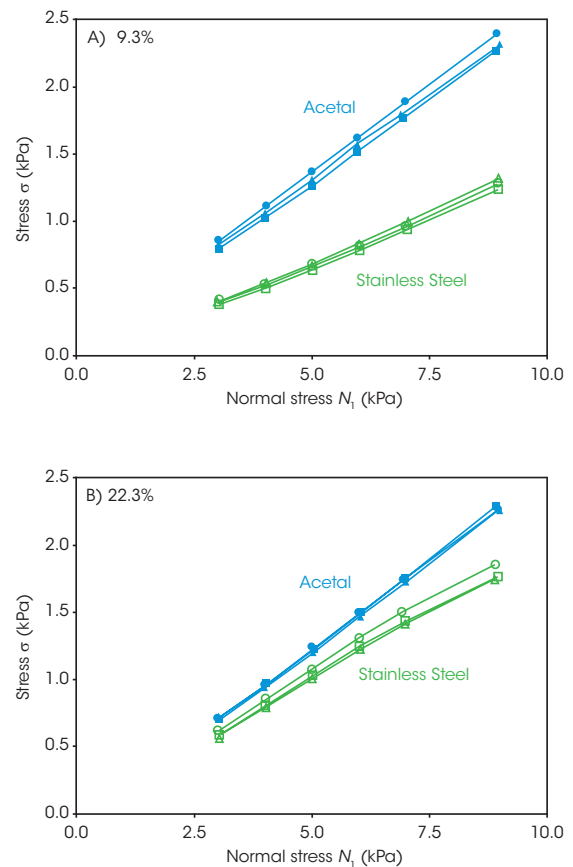 A) 9.3%
2.5
2.0
1.5
1.0
0.5
0.0
Stress σ (kPa)
Acetal
Stainless Steel
0.0 2.5 5.0 7.5 10.0
Normal stress N₁ (kPa)
B) 22.3%
2.5
2.0
1.5
1.0
0.5
0.0
Stress σ (kPa)
Acetal
Stainless Steel
0.0 2.5 5.0 7.5 10.0
Normal stress N₁ (kPa)